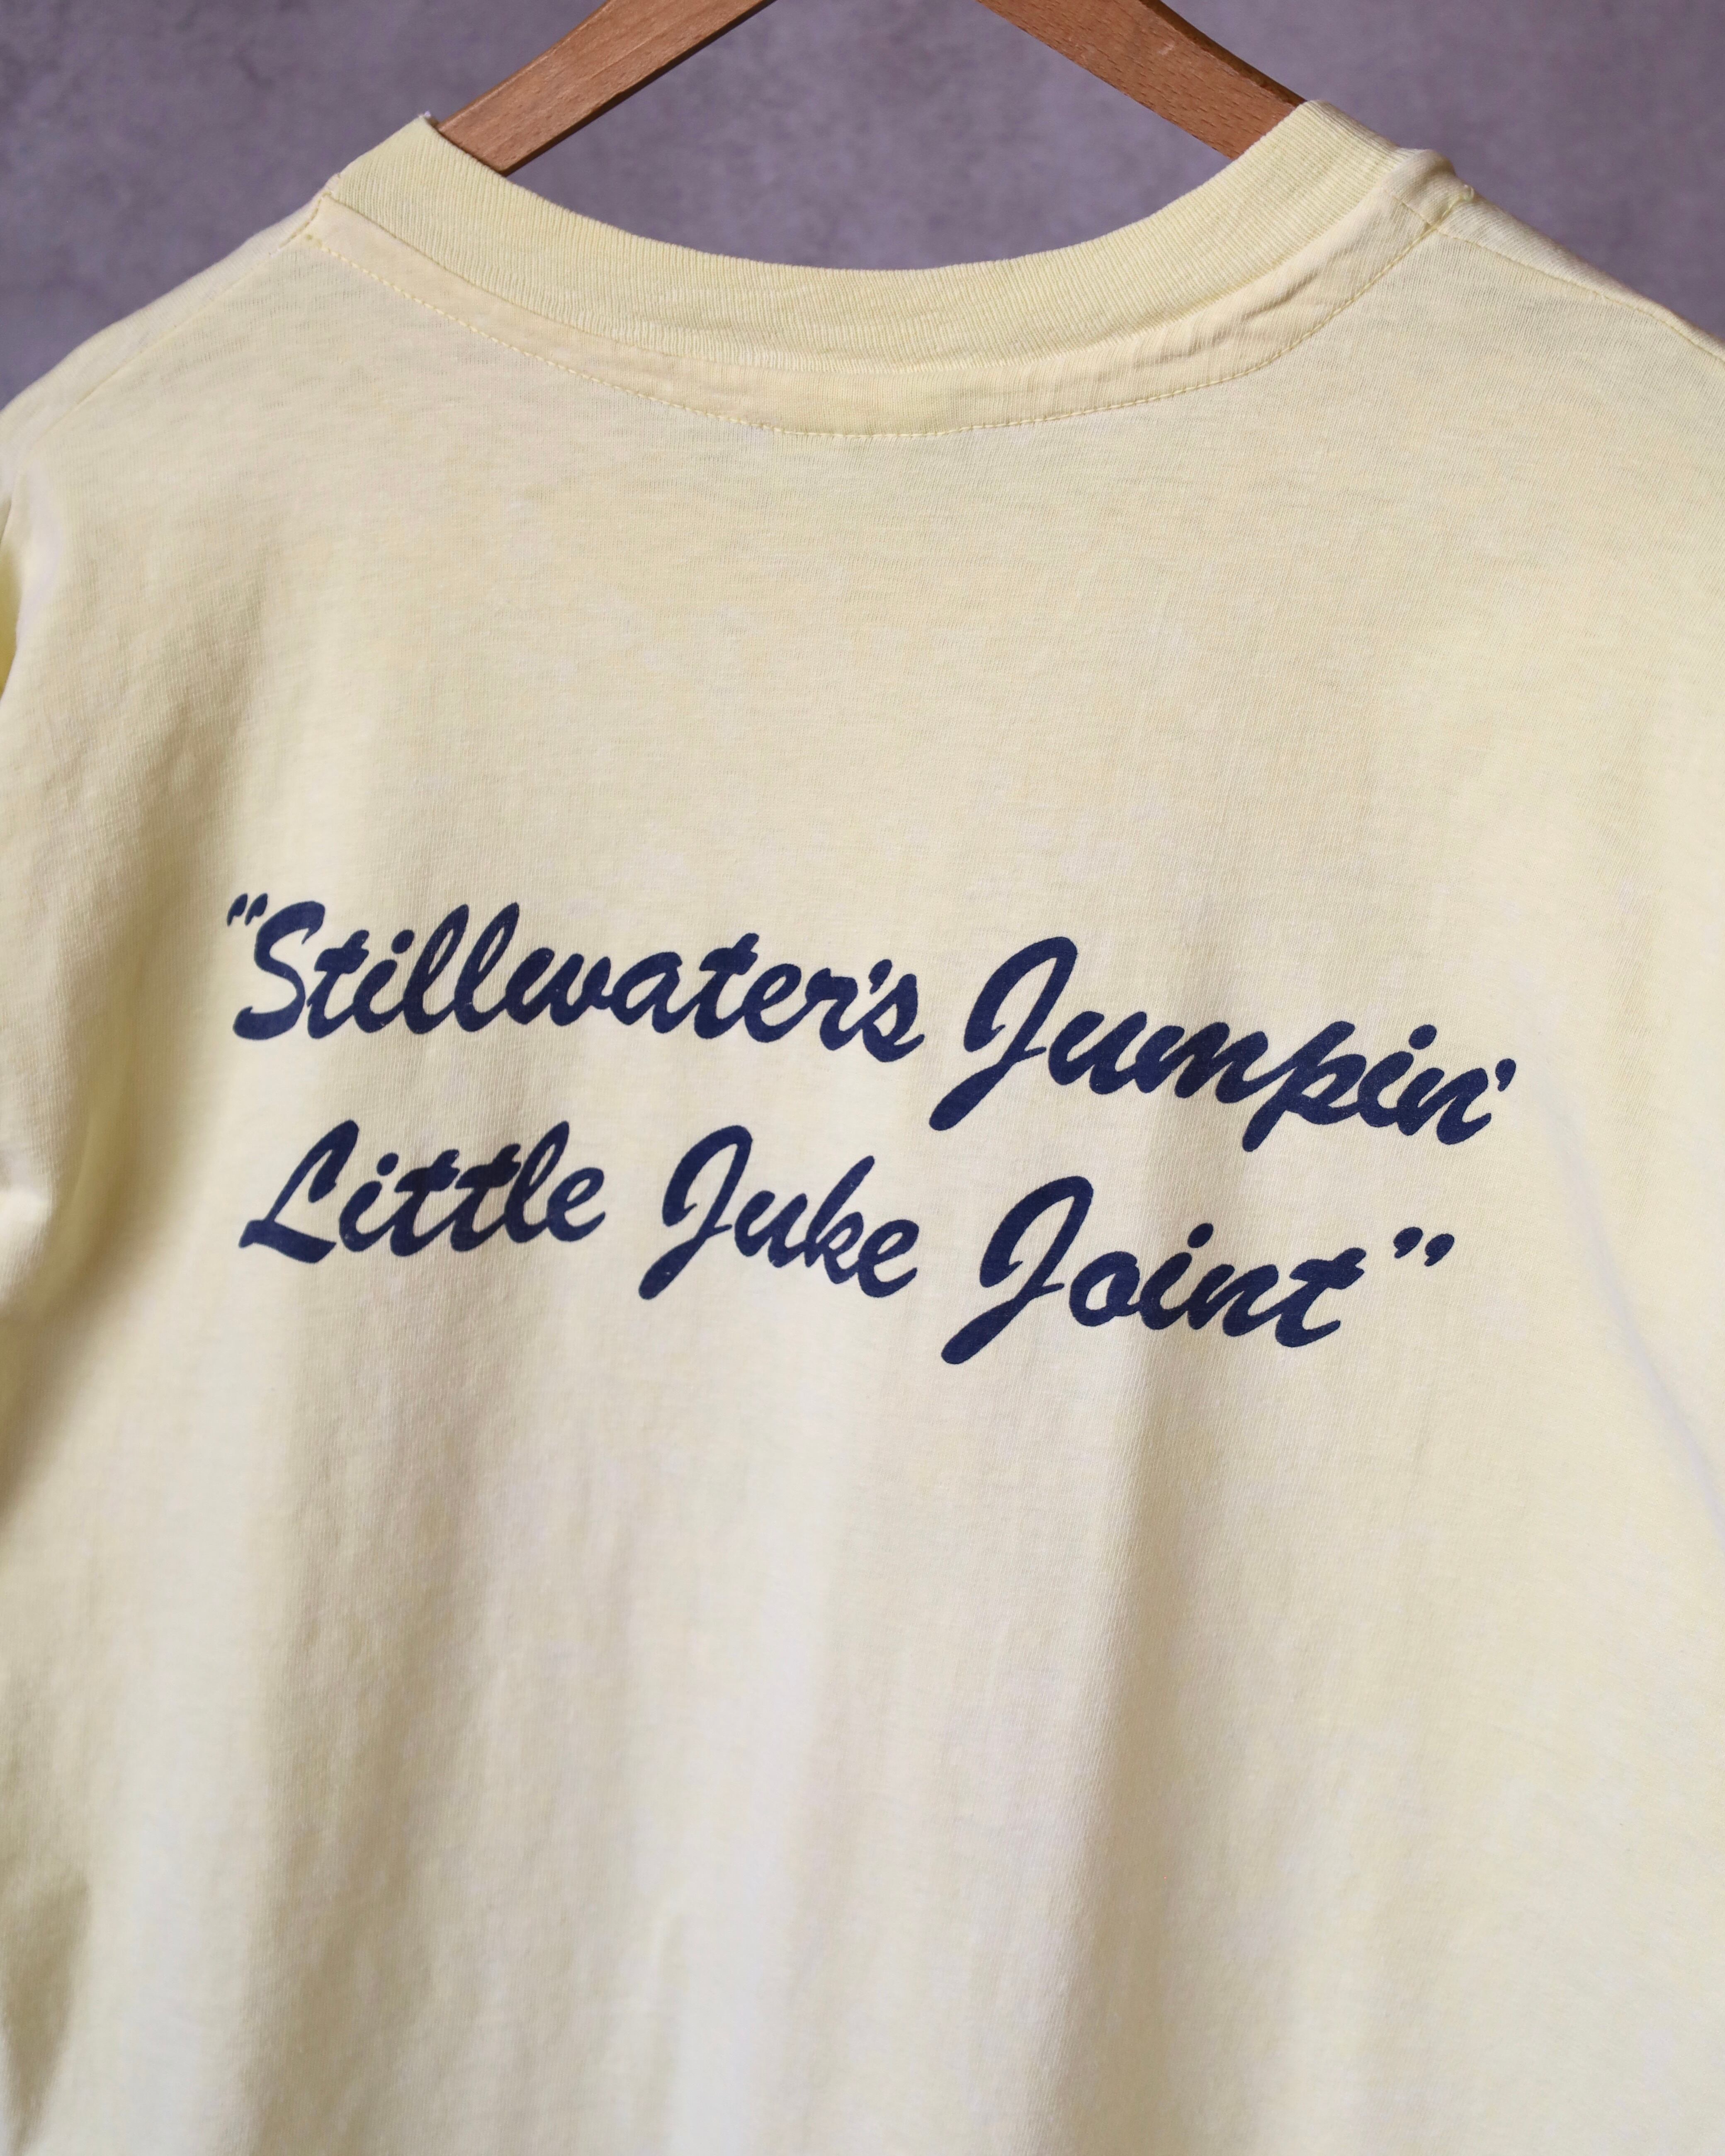 "Stillwater's Jumpin'
Little Juke Joint"